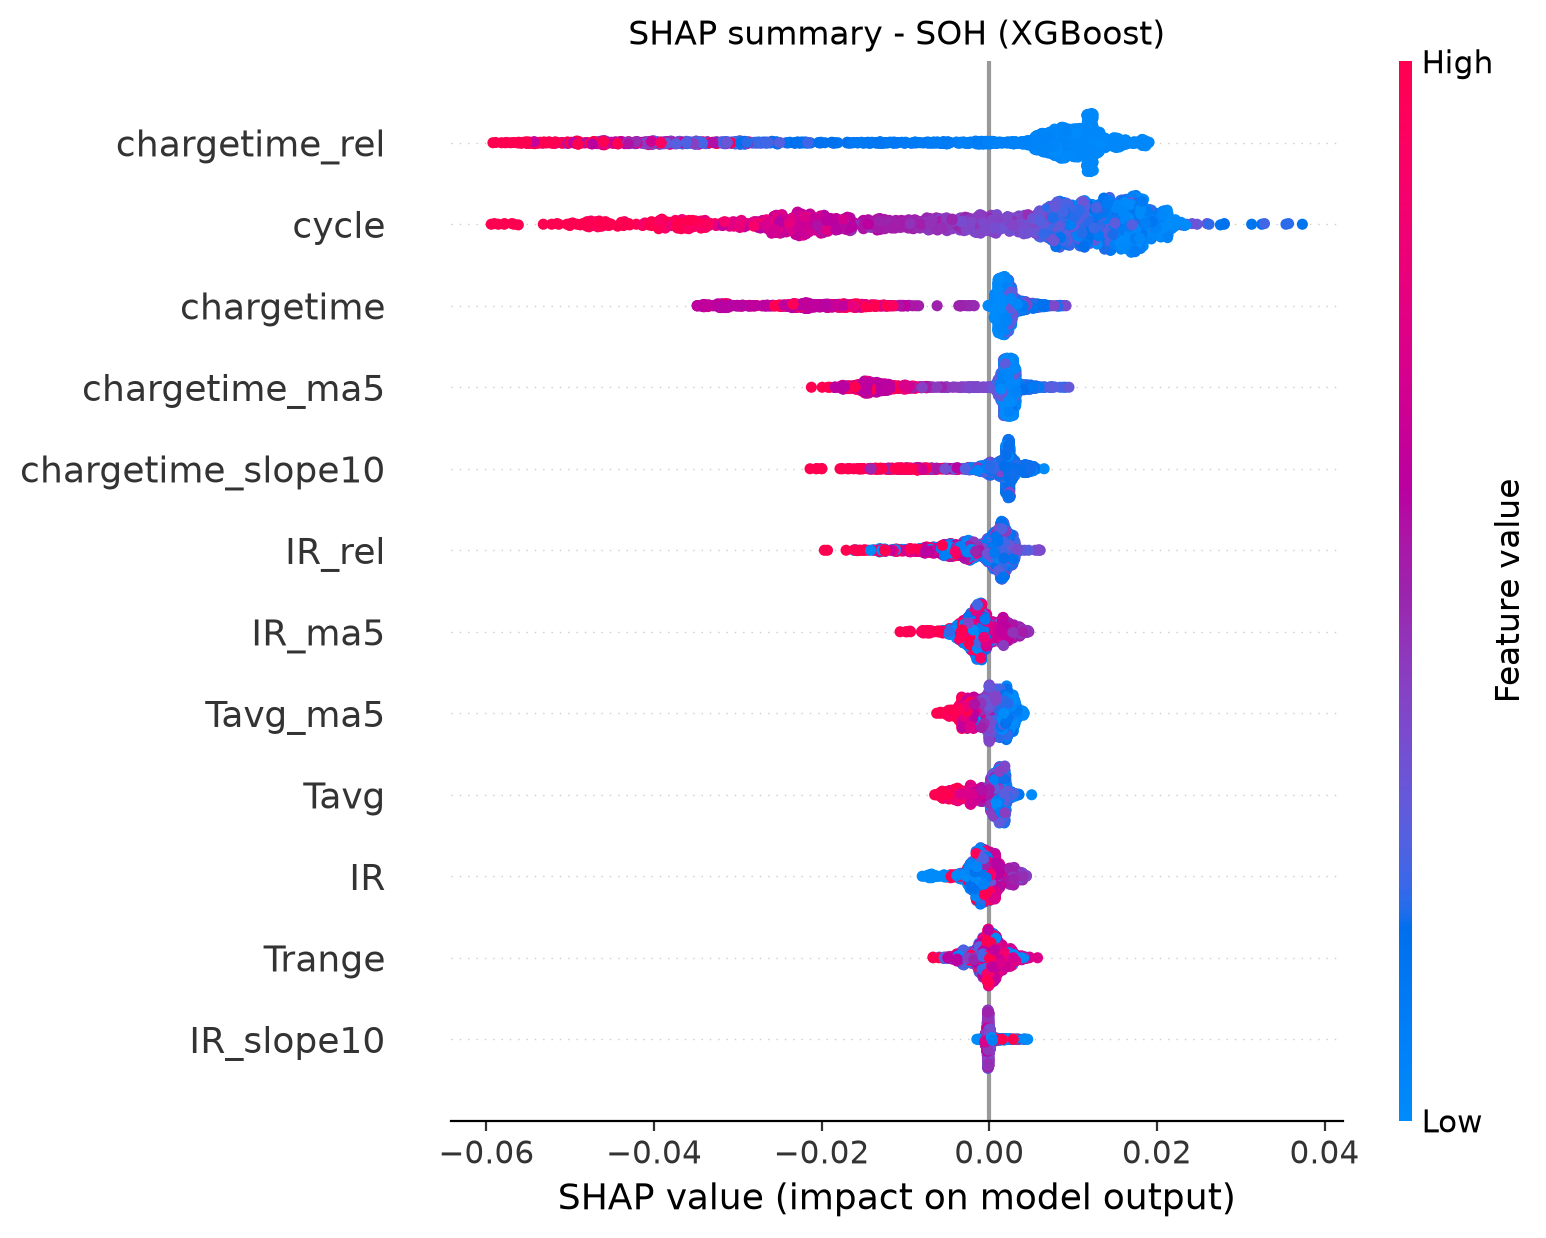 SHAP summary - SOH (XGBoost)
High
chargetime_rel
cycle
chargetime
chargetime_ma5
chargetime_slope10
IR_rel
IR_ma5
Tavg_ma5
Tavg
IR
Trange
IR_slope10
Feature value
Low
−0.06 −0.04 −0.02 0.00 0.02 0.04
SHAP value (impact on model output)